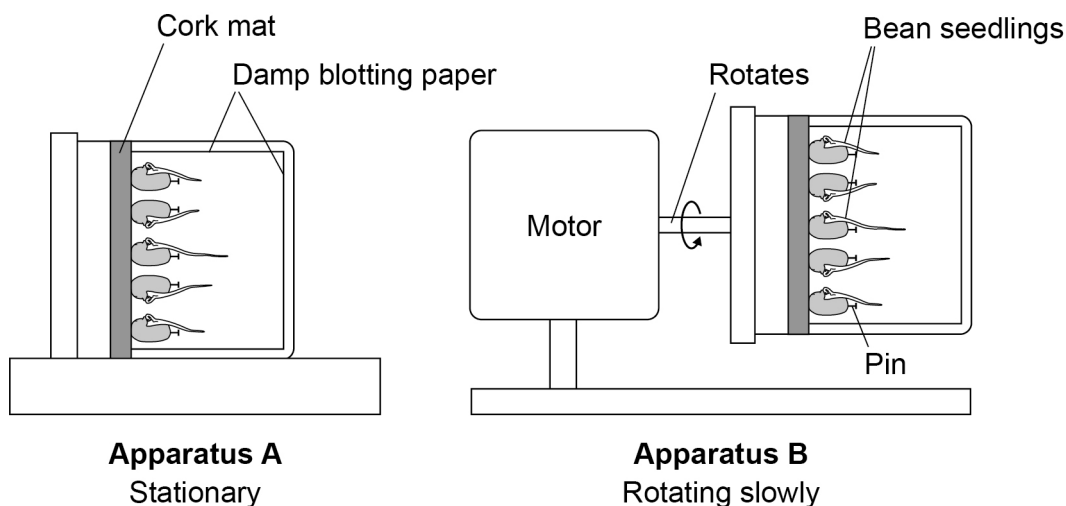 Cork mat
Damp blotting paper
Bean seedlings
Rotates
Motor
Pin
Apparatus A
Stationary
Apparatus B
Rotating slowly